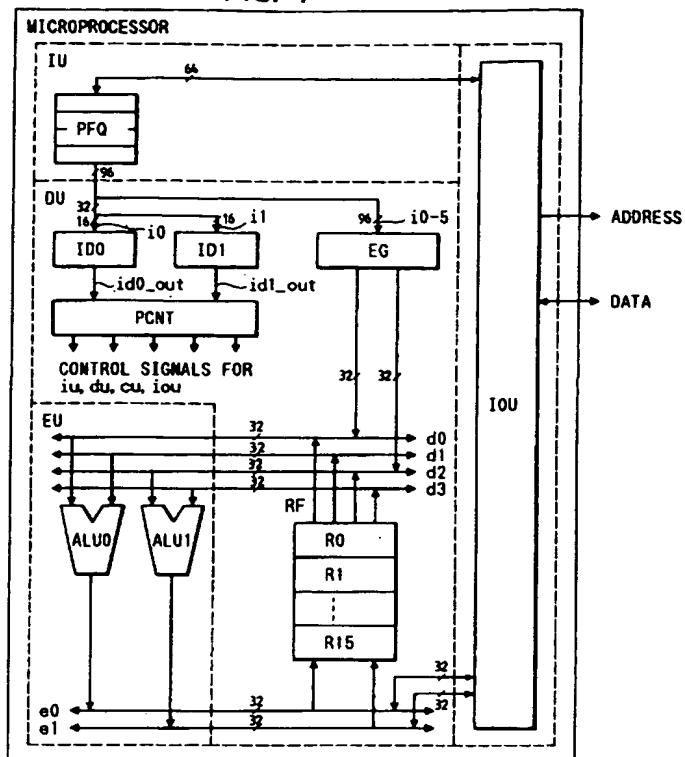 MICROPROCESSOR
IU
64
PFQ
96
DU
32
16 i0
16 i1
96 i0-5
ID0
ID1
EG
ADDRESS
id0_out
id1_out
PCNT
DATA
CONTROL SIGNALS FOR
iu, du, cu, iou
32
32
IOU
EU
32
d0
32
d1
32
d2
32
d3
RF
ALU0
ALU1
R0
R1
R15
32
32
e0
32
e1
32